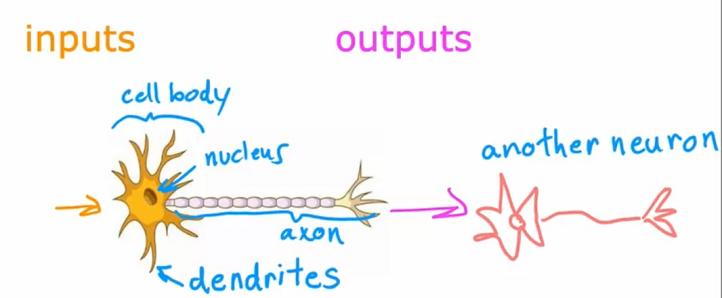 inputs
outputs
cell body
nucleus
another neuron
axon
dendrites